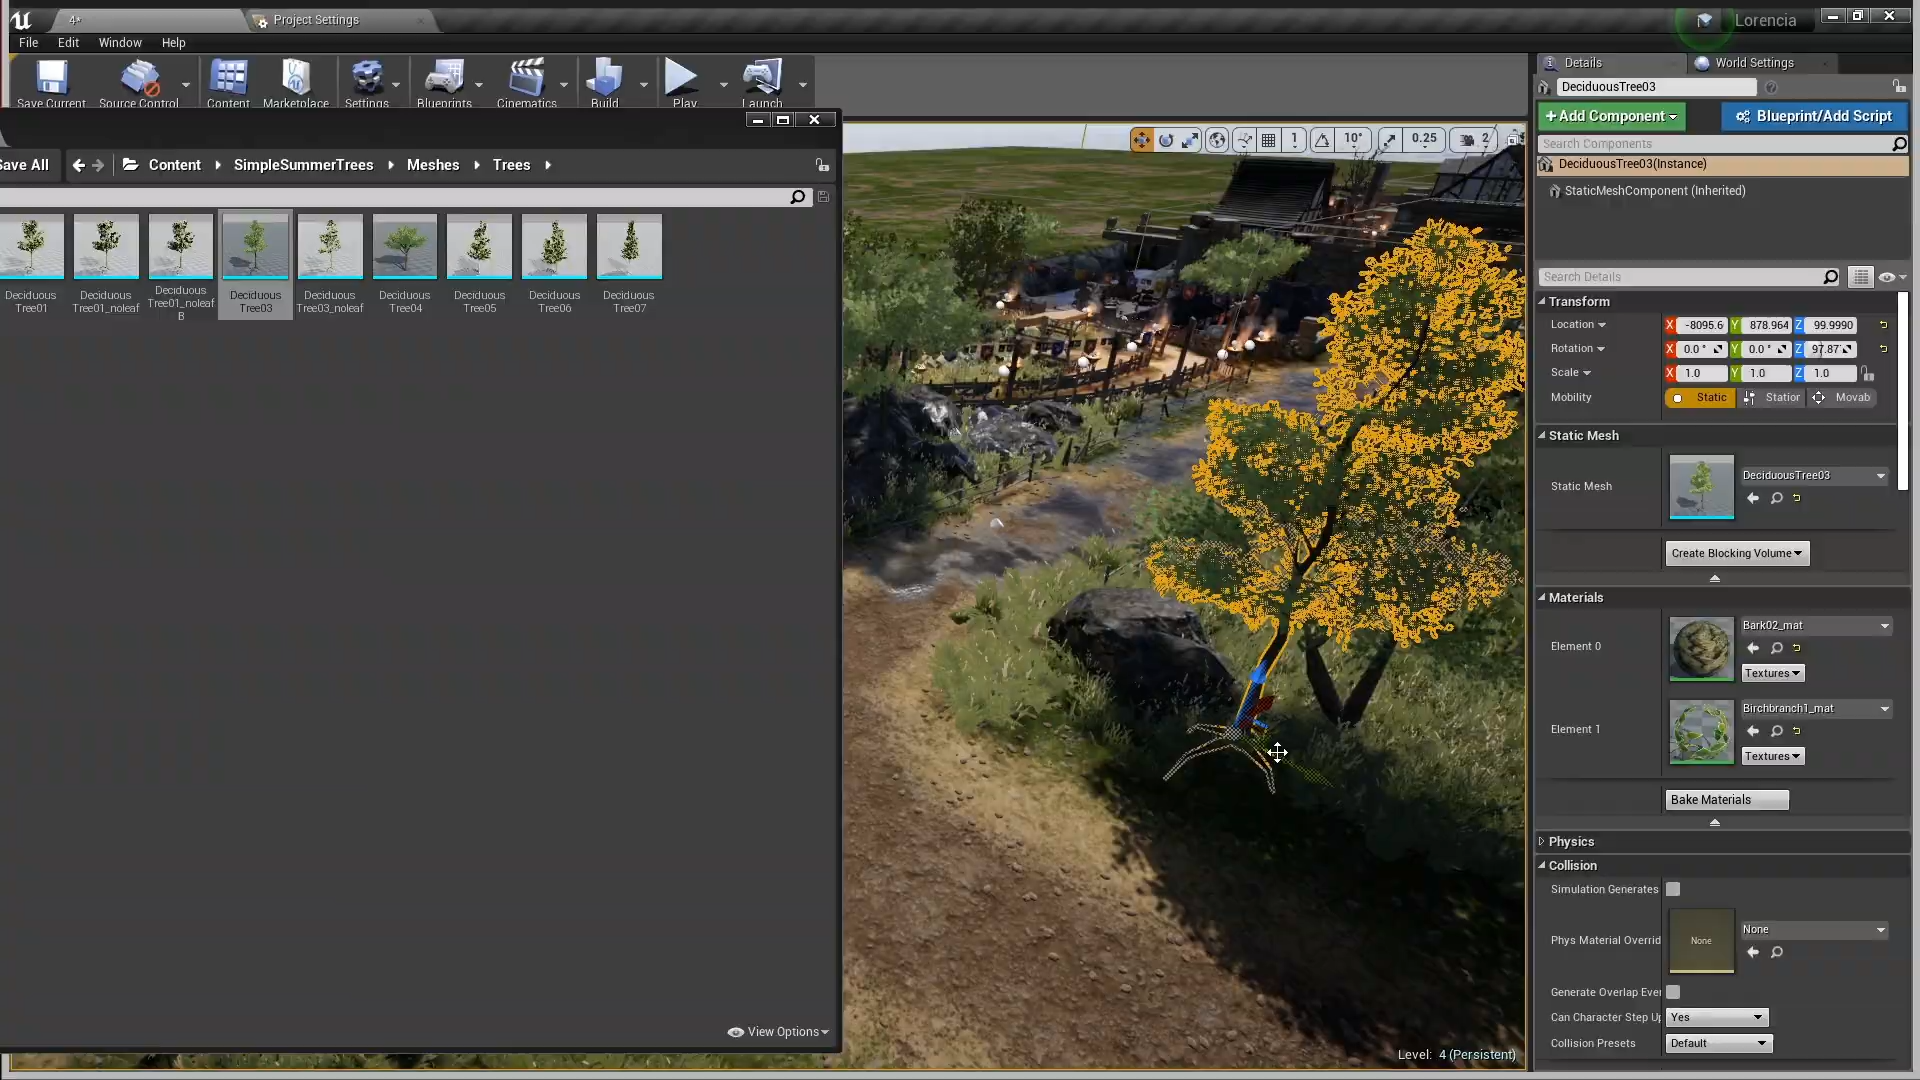 4*
Project Settings
Lorencia
File
Edit
Window
Help
Save Current
Source Control
Content
Marketplace
Settings
Blueprints
Cinematics
Build
Play
Launch
Save All
Content
SimpleSummerTrees
Meshes
Trees
Deciduous
Tree01
Deciduous
Tree01_noleaf
Deciduous
Tree01_noleaf
B
Deciduous
Tree03
Deciduous
Tree03_noleaf
Deciduous
Tree04
Deciduous
Tree05
Deciduous
Tree06
Deciduous
Tree07
View Options
1
10°
0.25
2
Level: 4 (Persistent)
Details
World Settings
DeciduousTree03
+Add Component
Blueprint/Add Script
Search Components
DeciduousTree03(Instance)
StaticMeshComponent (Inherited)
Search Details
Transform
Location
X -8095.6 Y 878.964 Z 99.9990
Rotation
X 0.0° Y 0.0° Z 97.87
Scale
X 1.0 Y 1.0 Z 1.0
Mobility
Static
Station
Movab
Static Mesh
Static Mesh
DeciduousTree03
Create Blocking Volume
Materials
Element 0
Bark02_mat
Textures
Element 1
Birchbranch1_mat
Textures
Bake Materials
Physics
Collision
Simulation Generates
Phys Material Overrid
None
None
Generate Overlap Ever
Can Character Step Up
Yes
Collision Presets
Default